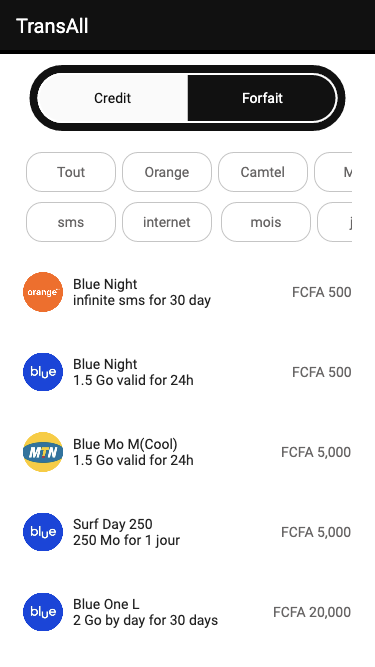 TransAll
Credit Forfait
Tout Orange Camtel M
sms internet mois j
orange
Blue Night
infinite sms for 30 day
FCFA 500
blue
Blue Night
1.5 Go valid for 24h
FCFA 500
MTN
Blue Mo M(Cool)
1.5 Go valid for 24h
FCFA 5,000
blue
Surf Day 250
250 Mo for 1 jour
FCFA 5,000
blue
Blue One L
2 Go by day for 30 days
FCFA 20,000